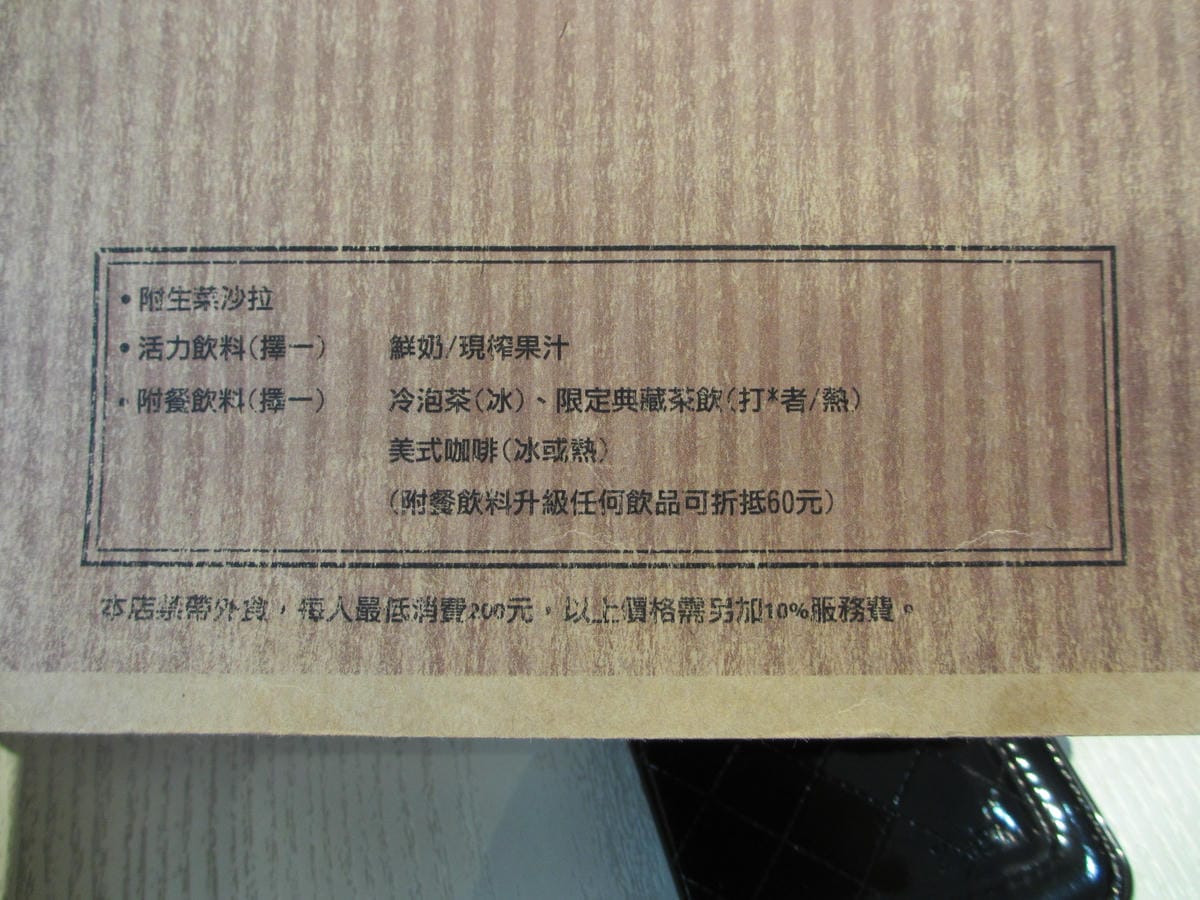 •附生菜沙拉
•活力飲料(擇一) 鮮奶/現榨果汁
•附餐飲料(擇一) 冷泡茶(冰)、限定典藏茶飲(打*者/熱)
美式咖啡(冰或熱)
(附餐飲料升級任何飲品可折抵60元)
本店禁帶外食，每人最低消費200元，以上價格需另加10%服務費。